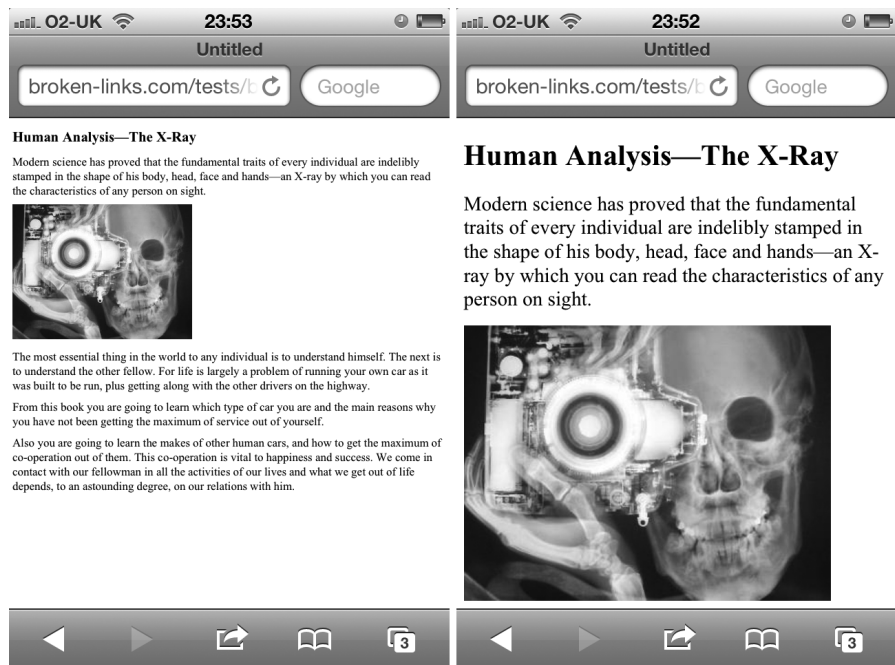 O2-UK 23:53
Untitled
broken-links.com/tests/b Google
Human Analysis—The X-Ray
Modern science has proved that the fundamental traits of every individual are indelibly
stamped in the shape of his body, head, face and hands—an X-ray by which you can read
the characteristics of any person on sight.
The most essential thing in the world to any individual is to understand himself. The next is
to understand the other fellow. For life is largely a problem of running your own car as it
was built to be run, plus getting along with the other drivers on the highway.
From this book you are going to learn which type of car you are and the main reasons why
you have not been getting the maximum of service out of yourself.
Also you are going to learn the makes of other human cars, and how to get the maximum of
co-operation out of them. This co-operation is vital to happiness and success. We come in
contact with our fellowman in all the activities of our lives and what we get out of life
depends, to an astounding degree, on our relations with him.
3
O2-UK 23:52
Untitled
broken-links.com/tests/b Google
Human Analysis—The X-Ray
Modern science has proved that the fundamental
traits of every individual are indelibly stamped in
the shape of his body, head, face and hands—an X-
ray by which you can read the characteristics of any
person on sight.
3